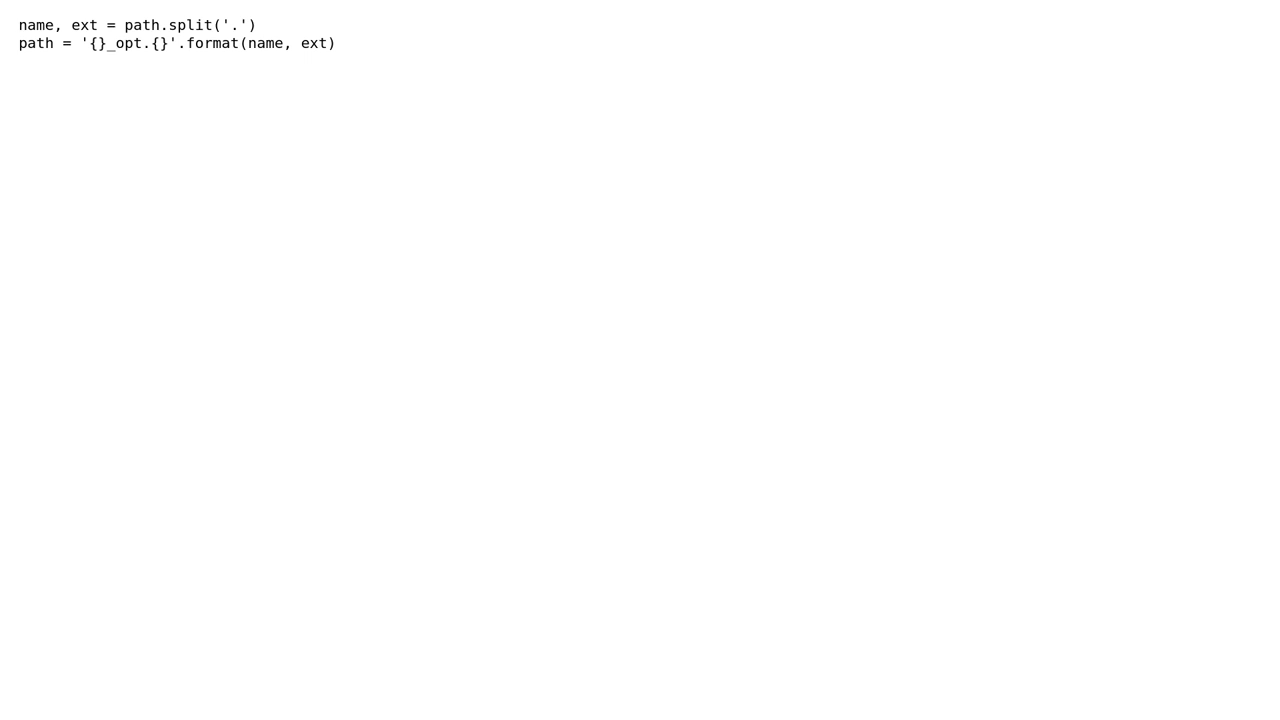 name, ext = path.split('.')
path = '{}_opt.{}'.format(name, ext)